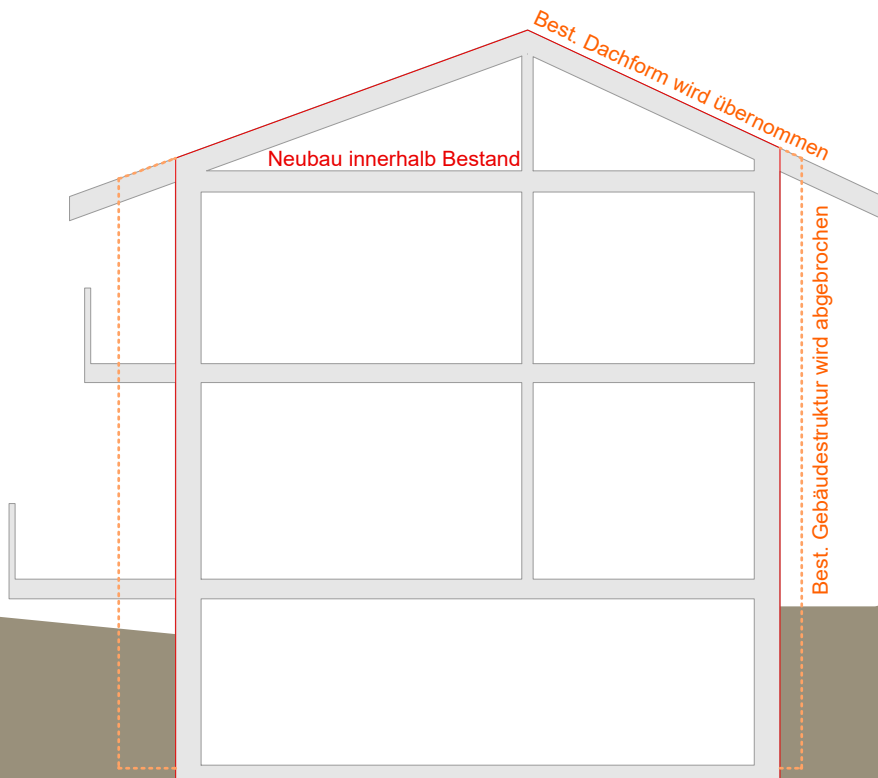 Best. Dachform wird übernommen
Neubau innerhalb Bestand
Best. Gebäudestruktur wird abgebrochen